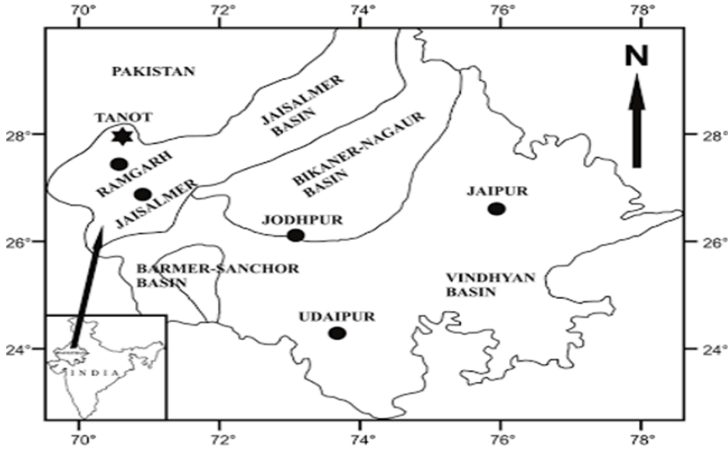 70°
72°
74°
76°
78°
N
PAKISTAN
JAISALMER
BASIN
TANOT
28°
28°
BIKANER-NAGAUR
BASIN
RAMGARH
JAISALMER
JAIPUR
JODHPUR
26°
26°
BARMER-SANCHOR
BASIN
VINDHYAN
BASIN
UDAIPUR
24°
24°
INDIA
70°
72°
74°
76°
78°